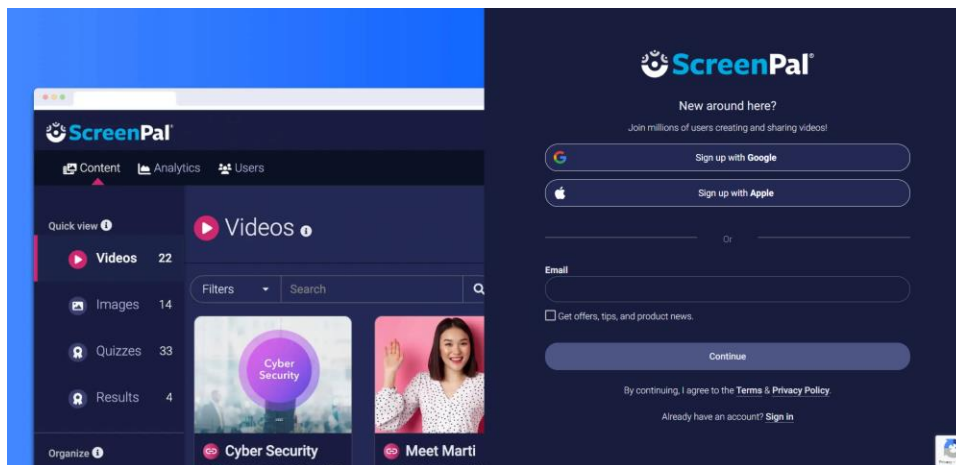 ScreenPal
Content Analytics Users
Quick view
Videos 22
Images 14
Quizzes 33
Results 4
Organize
Videos
Filters Search
Cyber
Security
Cyber Security
Meet Marti
ScreenPal
New around here?
Join millions of users creating and sharing videos!
Sign up with Google
Sign up with Apple
Or
Email
Get offers, tips, and product news.
Continue
By continuing, I agree to the Terms & Privacy Policy.
Already have an account? Sign in